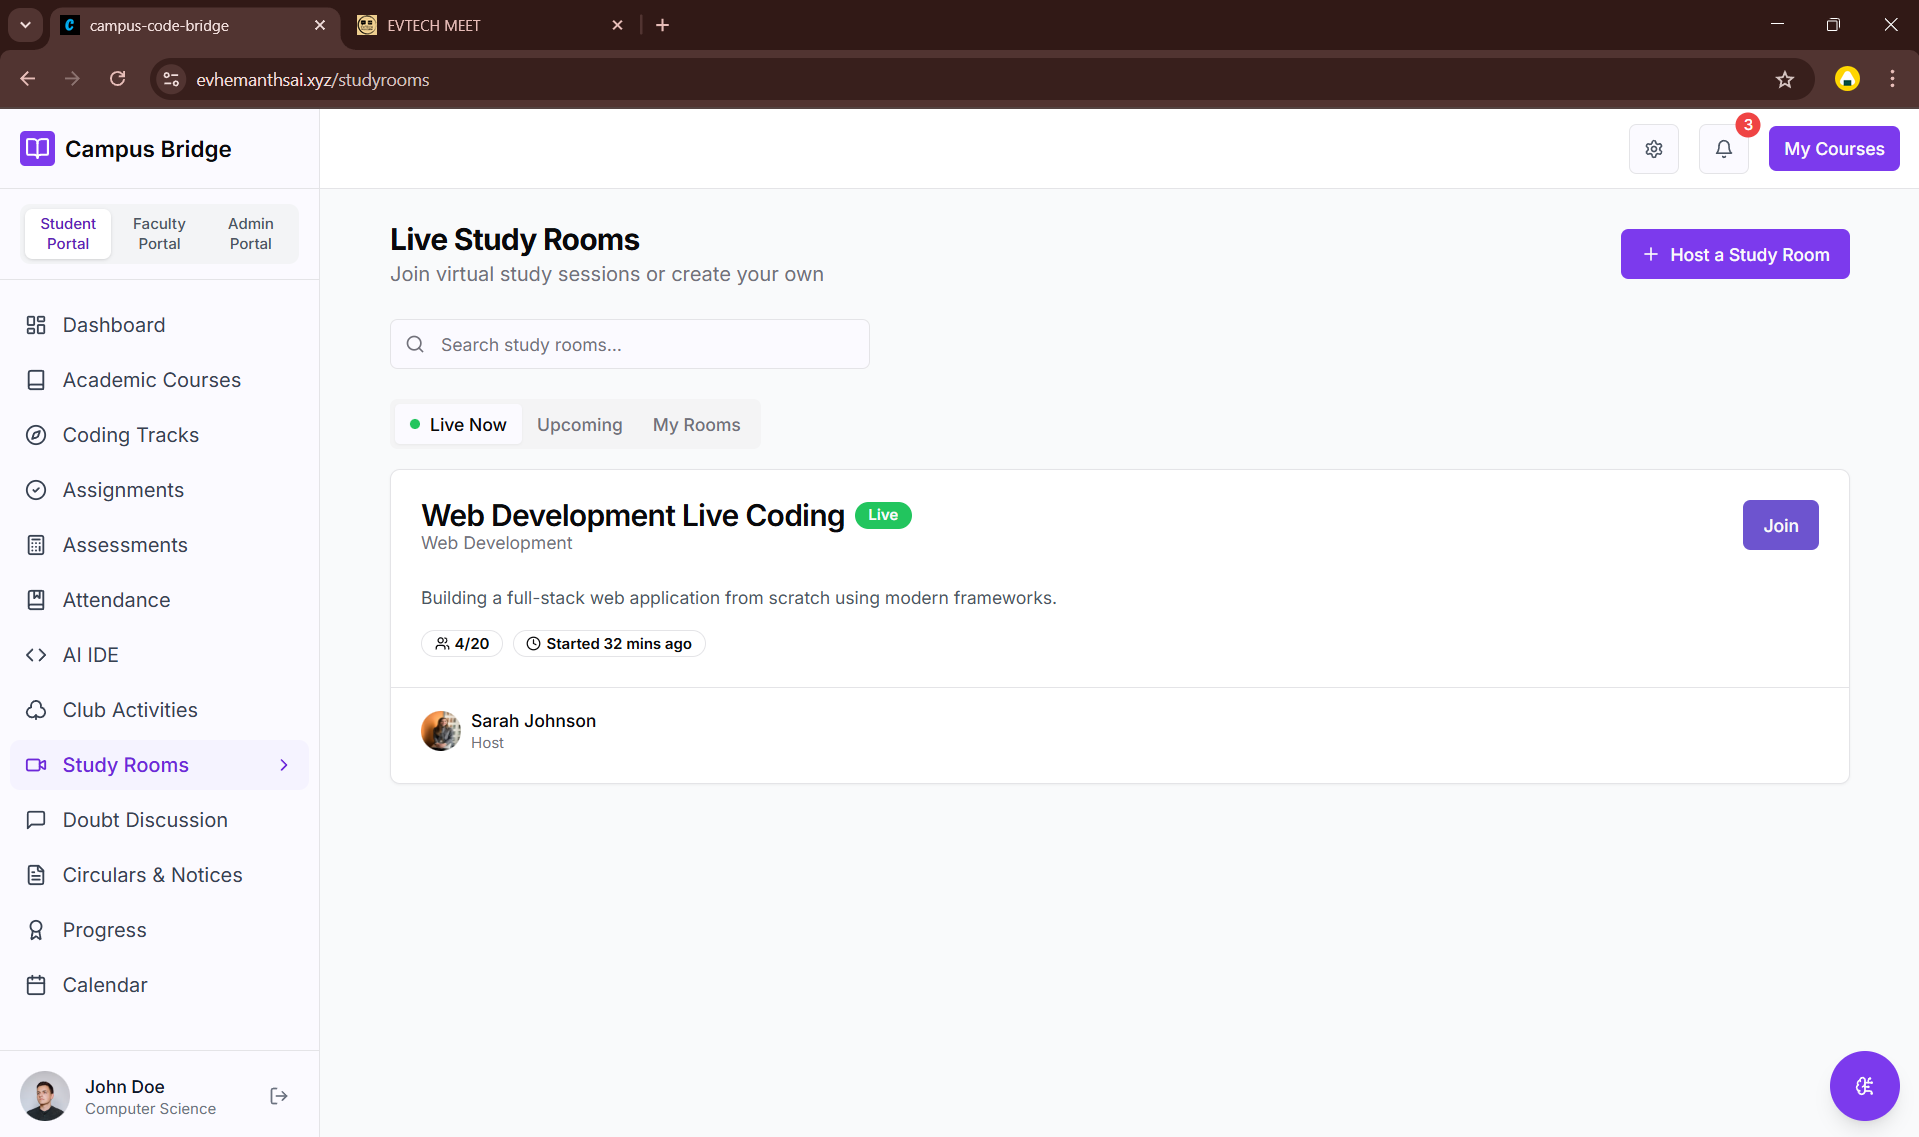 campus-code-bridge
EVTECH MEET
evhemanthsai.xyz/studyrooms
Campus Bridge
3
My Courses
Student Portal
Faculty Portal
Admin Portal
Dashboard
Academic Courses
Coding Tracks
Assignments
Assessments
Attendance
AI IDE
Club Activities
Study Rooms
Doubt Discussion
Circulars & Notices
Progress
Calendar
John Doe
Computer Science
Live Study Rooms
Join virtual study sessions or create your own
Host a Study Room
Search study rooms...
Live Now
Upcoming
My Rooms
Web Development Live Coding
Live
Web Development
Join
Building a full-stack web application from scratch using modern frameworks.
4/20
Started 32 mins ago
Sarah Johnson
Host